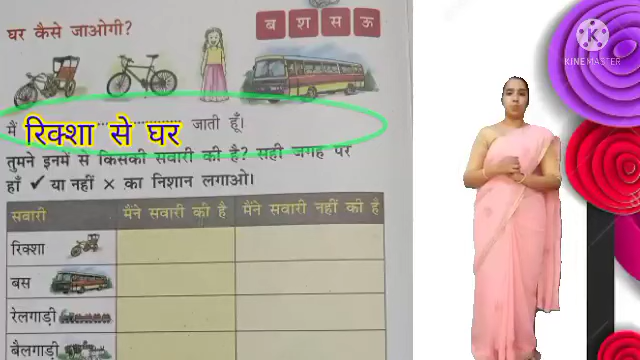 घर कैसे जाओगी?
ब श स ऊ
मैं रिक्शा से घर जाती हूँ।
तुमने इनमें से किसकी सवारी की है? सही जगह पर
हाँ ✓ या नहीं × का निशान लगाओ।
सवारी मैंने सवारी की है मैंने सवारी नहीं की है
रिक्शा
बस
रेलगाड़ी
बैलगाड़ी
KINEMASTER